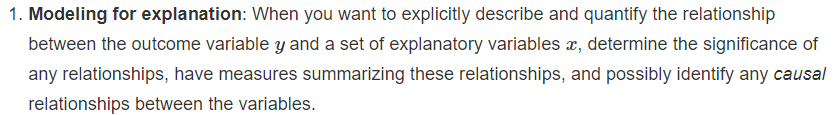 1. Modeling for explanation: When you want to explicitly describe and quantify the relationship
between the outcome variable y and a set of explanatory variables x, determine the significance of
any relationships, have measures summarizing these relationships, and possibly identify any causal
relationships between the variables.